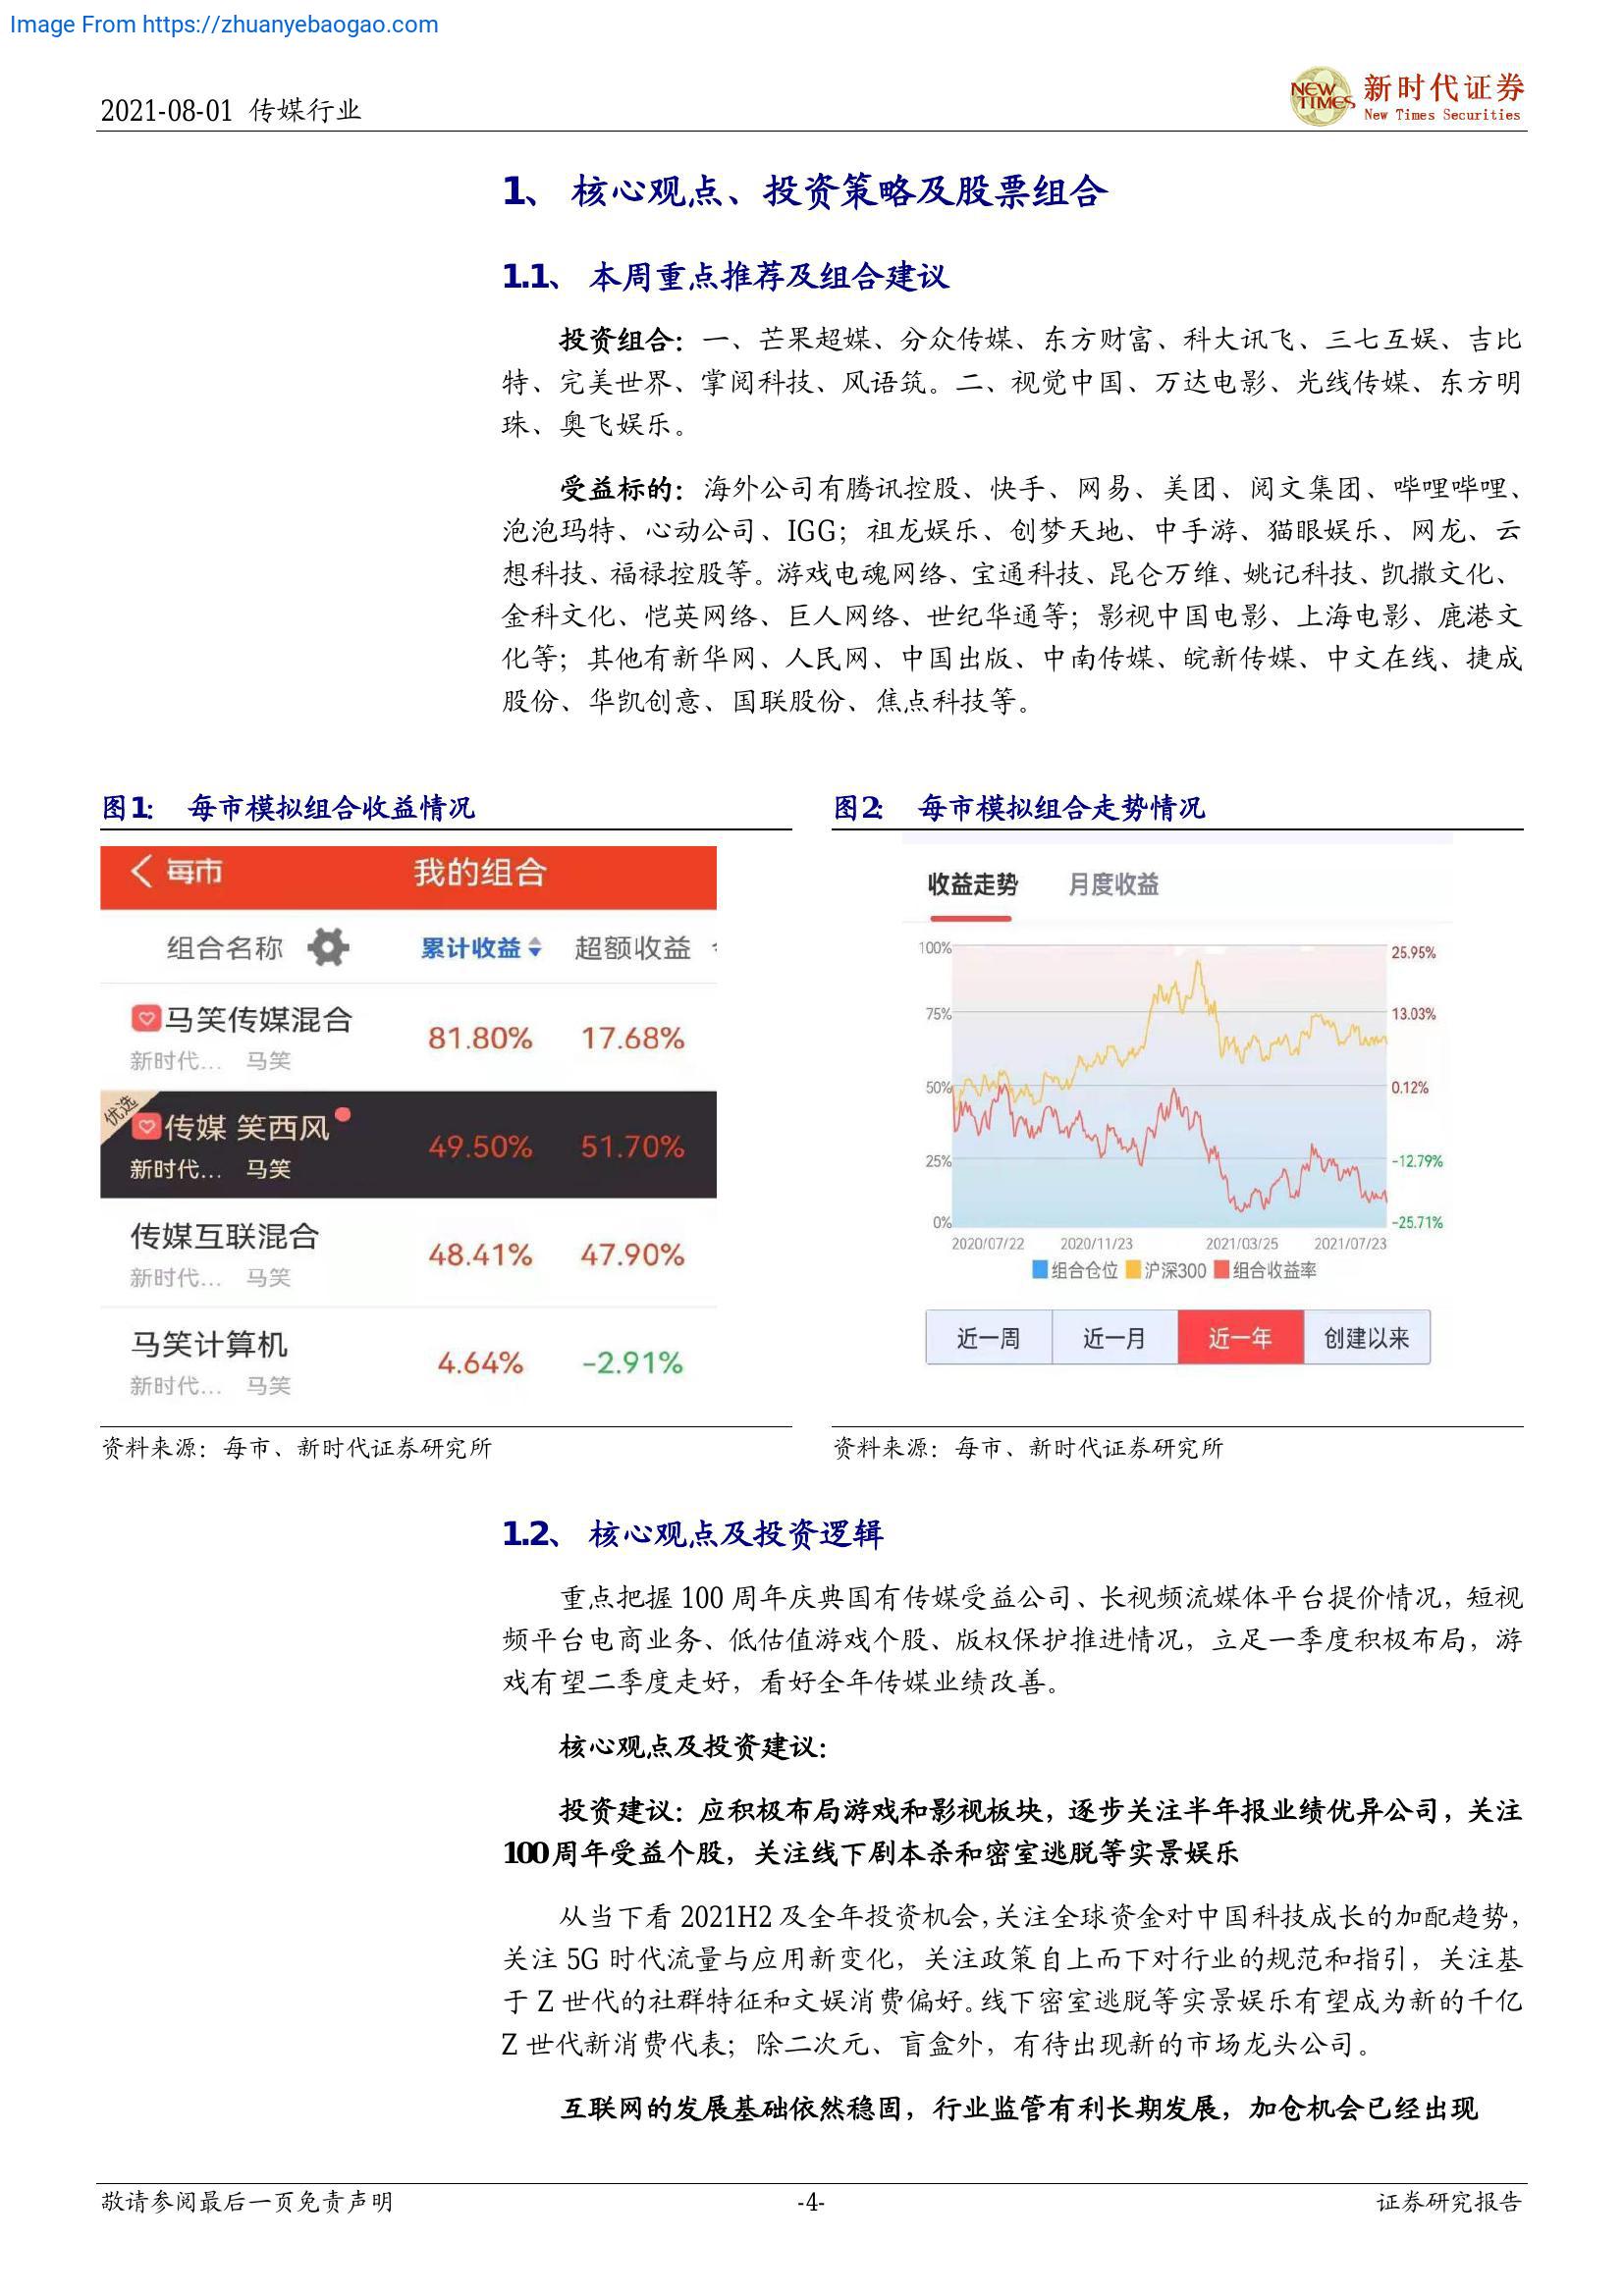 Image From https://zhuanyebaogao.com
2021-08-01 传媒行业
NEW TIMES
新时代证券
New Times Securities
1、 核心观点、投资策略及股票组合
1.1、 本周重点推荐及组合建议
投资组合：一、芒果超媒、分众传媒、东方财富、科大讯飞、三七互娱、吉比
特、完美世界、掌阅科技、风语筑。二、视觉中国、万达电影、光线传媒、东方明
珠、奥飞娱乐。
受益标的：海外公司有腾讯控股、快手、网易、美团、阅文集团、哔哩哔哩、
泡泡玛特、心动公司、IGG；祖龙娱乐、创梦天地、中手游、猫眼娱乐、网龙、云
想科技、福禄控股等。游戏电魂网络、宝通科技、昆仑万维、姚记科技、凯撒文化、
金科文化、恺英网络、巨人网络、世纪华通等；影视中国电影、上海电影、鹿港文
化等；其他有新华网、人民网、中国出版、中南传媒、皖新传媒、中文在线、捷成
股份、华凯创意、国联股份、焦点科技等。
图1： 每市模拟组合收益情况
每市 我的组合
组合名称 累计收益 超额收益
马笑传媒混合 81.80% 17.68%
新时代... 马笑
优选
传媒 笑西风 49.50% 51.70%
新时代... 马笑
传媒互联混合 48.41% 47.90%
新时代... 马笑
马笑计算机 4.64% -2.91%
新时代... 马笑
资料来源：每市、新时代证券研究所
图2： 每市模拟组合走势情况
收益走势 月度收益
100% 25.95%
75% 13.03%
50% 0.12%
25% -12.79%
0% -25.71%
2020/07/22 2020/11/23 2021/03/25 2021/07/23
组合仓位 沪深300 组合收益率
近一周 近一月 近一年 创建以来
资料来源：每市、新时代证券研究所
1.2、 核心观点及投资逻辑
重点把握 100 周年庆典国有传媒受益公司、长视频流媒体平台提价情况，短视
频平台电商业务、低估值游戏个股、版权保护推进情况，立足一季度积极布局，游
戏有望二季度走好，看好全年传媒业绩改善。
核心观点及投资建议：
投资建议：应积极布局游戏和影视板块，逐步关注半年报业绩优异公司，关注
100周年受益个股，关注线下剧本杀和密室逃脱等实景娱乐
从当下看 2021H2 及全年投资机会，关注全球资金对中国科技成长的加配趋势，
关注 5G 时代流量与应用新变化，关注政策自上而下对行业的规范和指引，关注基
于 Z 世代的社群特征和文娱消费偏好。线下密室逃脱等实景娱乐有望成为新的千亿
Z 世代新消费代表；除二次元、盲盒外，有待出现新的市场龙头公司。
互联网的发展基础依然稳固，行业监管有利长期发展，加仓机会已经出现
敬请参阅最后一页免责声明 -4- 证券研究报告